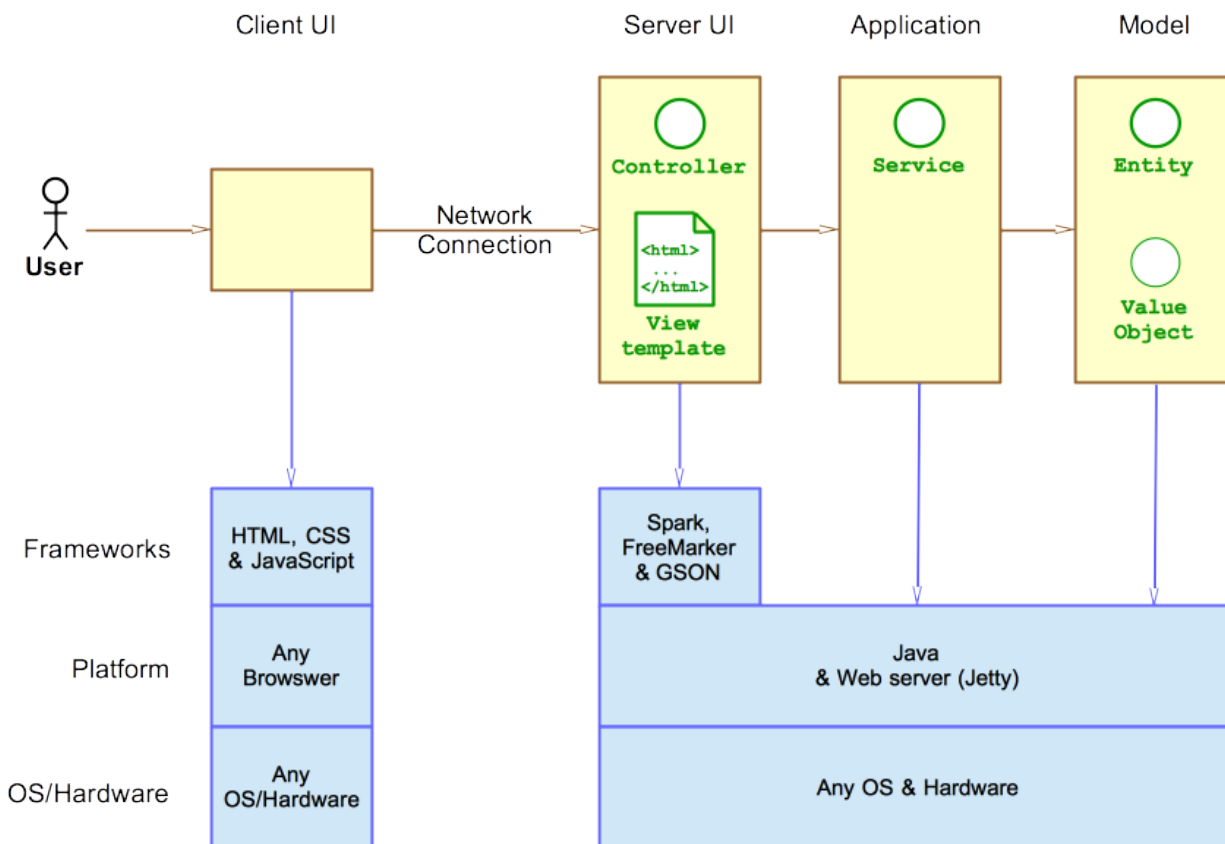 Client UI
Server UI
Application
Model
Controller
Service
Entity
User
Network
Connection
<html>
...
</html>
View
template
Value
Object
Frameworks
HTML, CSS
& JavaScript
Spark,
FreeMarker
& GSON
Platform
Any
Browswer
Java
& Web server (Jetty)
OS/Hardware
Any
OS/Hardware
Any OS & Hardware